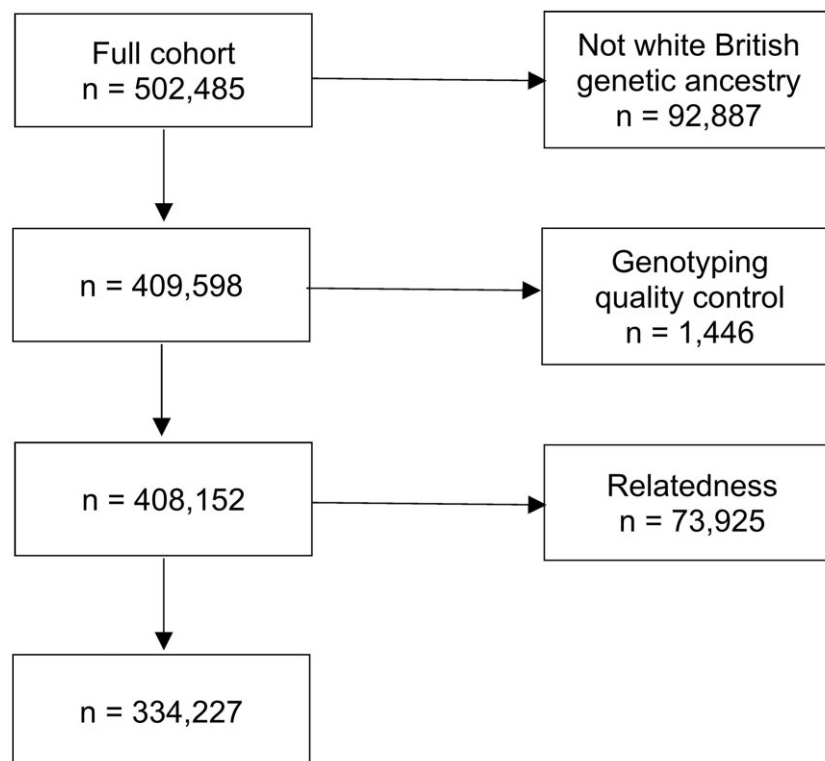 Full cohort
n = 502,485
Not white British
genetic ancestry
n = 92,887
n = 409,598
Genotyping
quality control
n = 1,446
n = 408,152
Relatedness
n = 73,925
n = 334,227